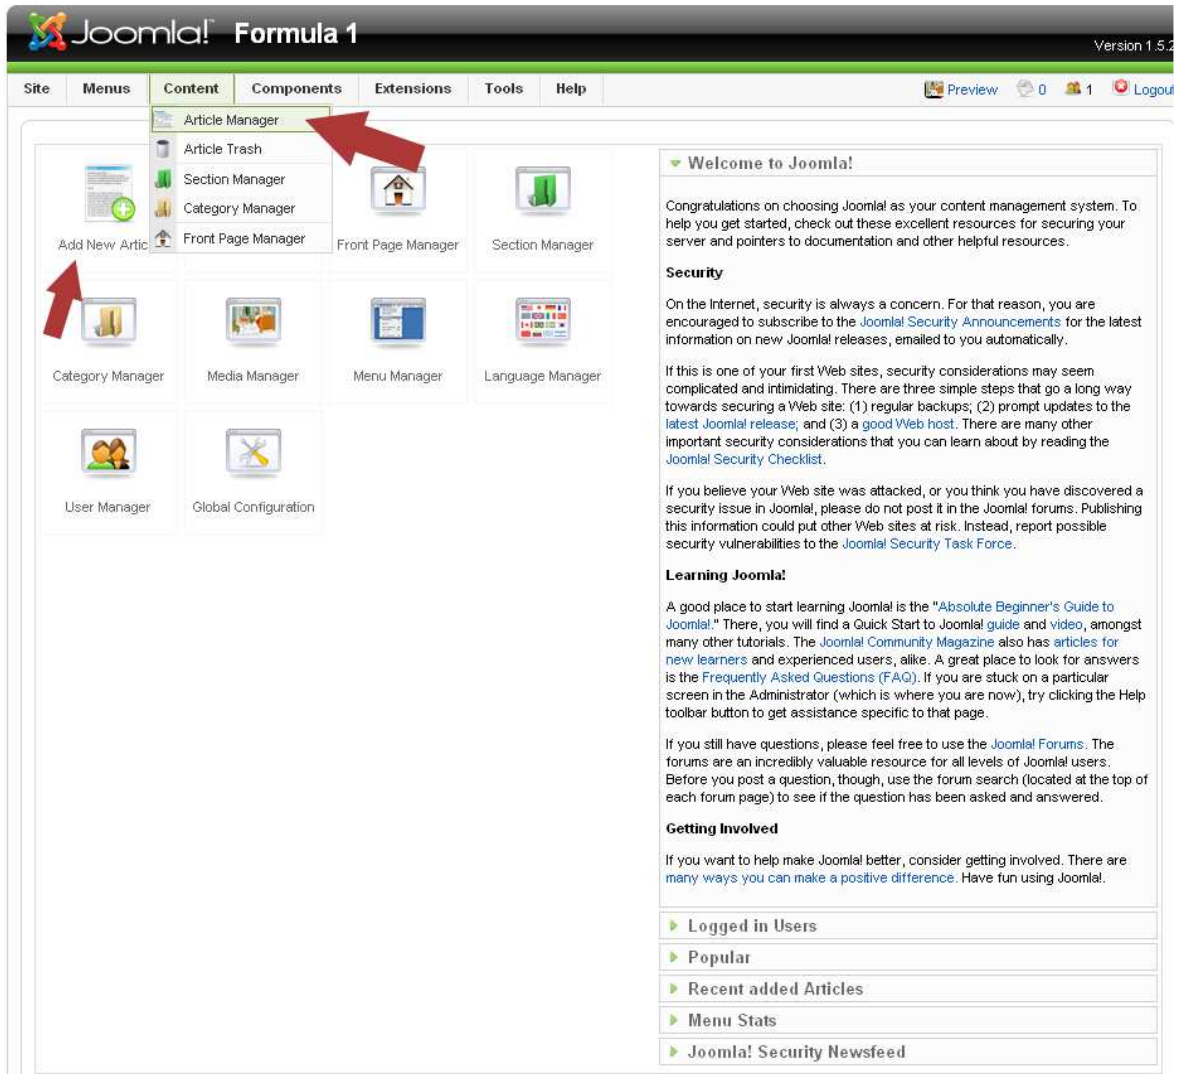 Joomla! Formula 1
Version 1.5.2
Site Menus Content Components Extensions Tools Help Preview 0 1 Logout
Article Manager
Article Trash
Section Manager
Category Manager
Front Page Manager
Add New Artic
Front Page Manager
Section Manager
Category Manager
Media Manager
Menu Manager
Language Manager
User Manager
Global Configuration
Welcome to Joomla!
Congratulations on choosing Joomla! as your content management system. To
help you get started, check out these excellent resources for securing your
server and pointers to documentation and other helpful resources.
Security
On the Internet, security is always a concern. For that reason, you are
encouraged to subscribe to the Joomla! Security Announcements for the latest
information on new Joomla! releases, emailed to you automatically.
If this is one of your first Web sites, security considerations may seem
complicated and intimidating. There are three simple steps that go a long way
towards securing a Web site: (1) regular backups; (2) prompt updates to the
latest Joomla! release; and (3) a good Web host. There are many other
important security considerations that you can learn about by reading the
Joomla! Security Checklist.
If you believe your Web site was attacked, or you think you have discovered a
security issue in Joomla!, please do not post it in the Joomla! forums. Publishing
this information could put other Web sites at risk. Instead, report possible
security vulnerabilities to the Joomla! Security Task Force.
Learning Joomla!
A good place to start learning Joomla! is the "Absolute Beginner's Guide to
Joomla!." There, you will find a Quick Start to Joomla! guide and video, amongst
many other tutorials. The Joomla! Community Magazine also has articles for
new learners and experienced users, alike. A great place to look for answers
is the Frequently Asked Questions (FAQ). If you are stuck on a particular
screen in the Administrator (which is where you are now), try clicking the Help
toolbar button to get assistance specific to that page.
If you still have questions, please feel free to use the Joomla! Forums. The
forums are an incredibly valuable resource for all levels of Joomla! users.
Before you post a question, though, use the forum search (located at the top of
each forum page) to see if the question has been asked and answered.
Getting Involved
If you want to help make Joomla! better, consider getting involved. There are
many ways you can make a positive difference. Have fun using Joomla!.
Logged in Users
Popular
Recent added Articles
Menu Stats
Joomla! Security Newsfeed